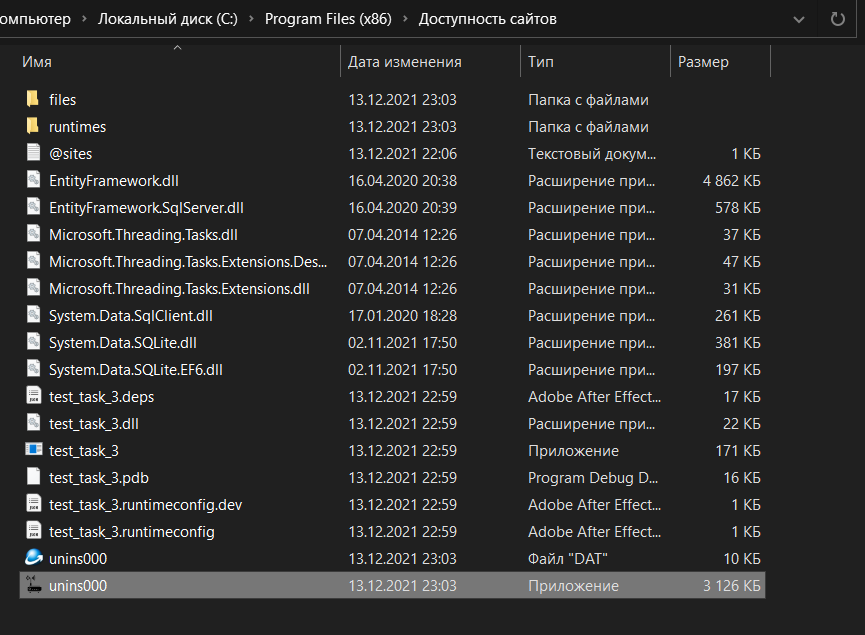 омпьютер > Локальный диск (C:) > Program Files (x86) > Доступность сайтов
Имя Дата изменения Тип Размер
files 13.12.2021 23:03 Папка с файлами
runtimes 13.12.2021 23:03 Папка с файлами
@sites 13.12.2021 22:06 Текстовый докум... 1 КБ
EntityFramework.dll 16.04.2020 20:38 Расширение при... 4 862 КБ
EntityFramework.SqlServer.dll 16.04.2020 20:39 Расширение при... 578 КБ
Microsoft.Threading.Tasks.dll 07.04.2014 12:26 Расширение при... 37 КБ
Microsoft.Threading.Tasks.Extensions.Des... 07.04.2014 12:26 Расширение при... 47 КБ
Microsoft.Threading.Tasks.Extensions.dll 07.04.2014 12:26 Расширение при... 31 КБ
System.Data.SqlClient.dll 17.01.2020 18:28 Расширение при... 261 КБ
System.Data.SQLite.dll 02.11.2021 17:50 Расширение при... 381 КБ
System.Data.SQLite.EF6.dll 02.11.2021 17:50 Расширение при... 197 КБ
test_task_3.deps 13.12.2021 22:59 Adobe After Effect... 17 КБ
test_task_3.dll 13.12.2021 22:59 Расширение при... 22 КБ
test_task_3 13.12.2021 22:59 Приложение 171 КБ
test_task_3.pdb 13.12.2021 22:59 Program Debug D... 16 КБ
test_task_3.runtimeconfig.dev 13.12.2021 22:59 Adobe After Effect... 1 КБ
test_task_3.runtimeconfig 13.12.2021 22:59 Adobe After Effect... 1 КБ
unins000 13.12.2021 23:03 Файл "DAT" 10 КБ
unins000 13.12.2021 23:03 Приложение 3 126 КБ